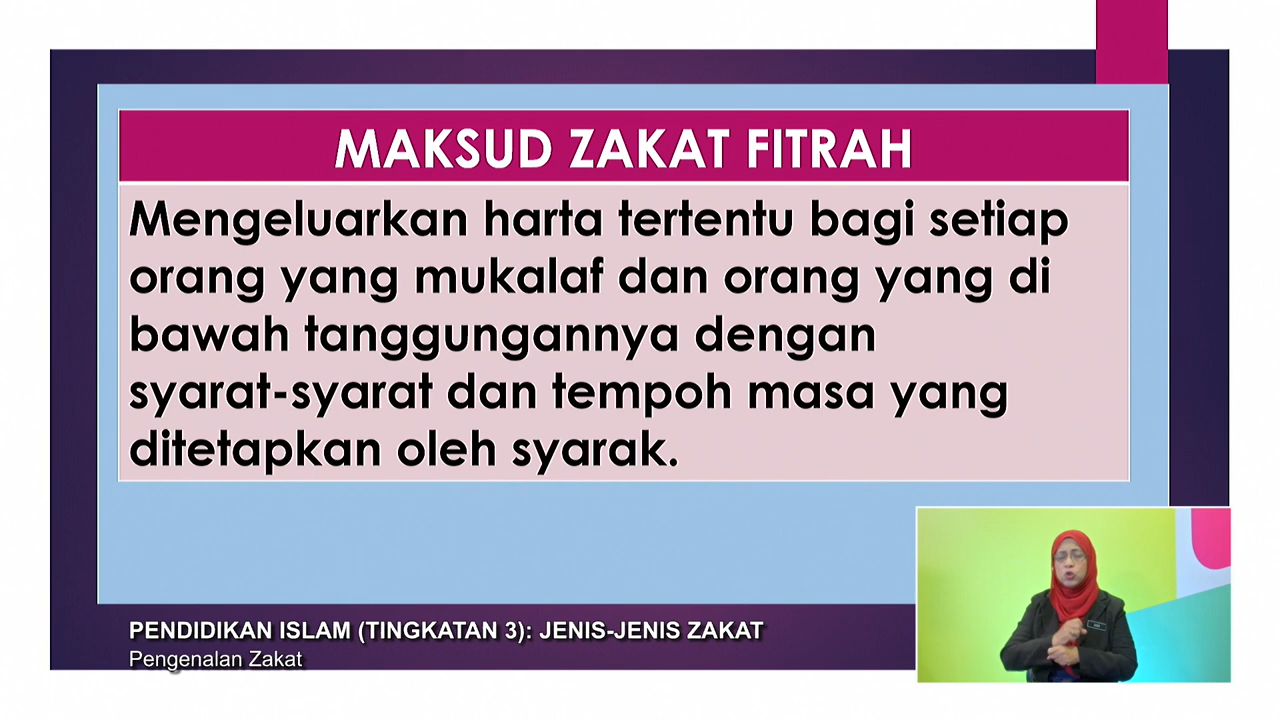 MAKSUD ZAKAT FITRAH
Mengeluarkan harta tertentu bagi setiap
orang yang mukalaf dan orang yang di
bawah tanggungannya dengan
syarat-syarat dan tempoh masa yang
ditetapkan oleh syarak.
PENDIDIKAN ISLAM (TINGKATAN 3): JENIS-JENIS ZAKAT
Pengenalan Zakat